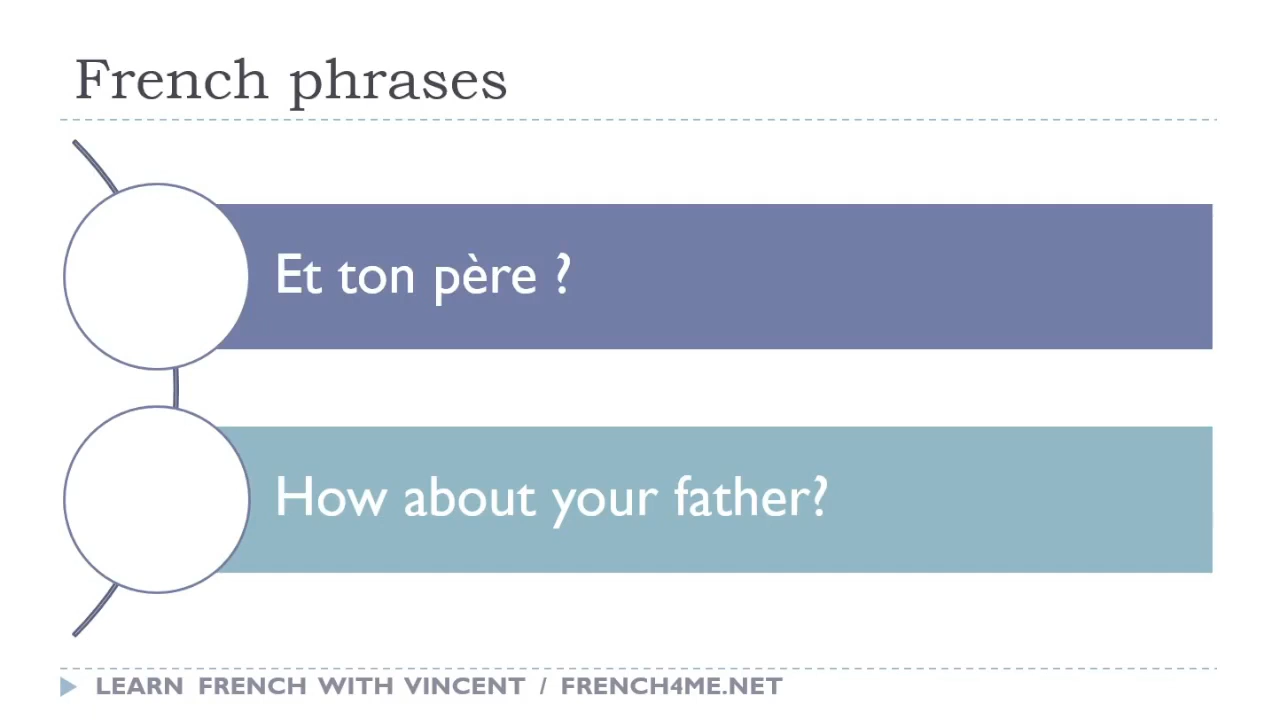 French phrases
Et ton père ?
How about your father?
LEARN FRENCH WITH VINCENT / FRENCH4ME.NET